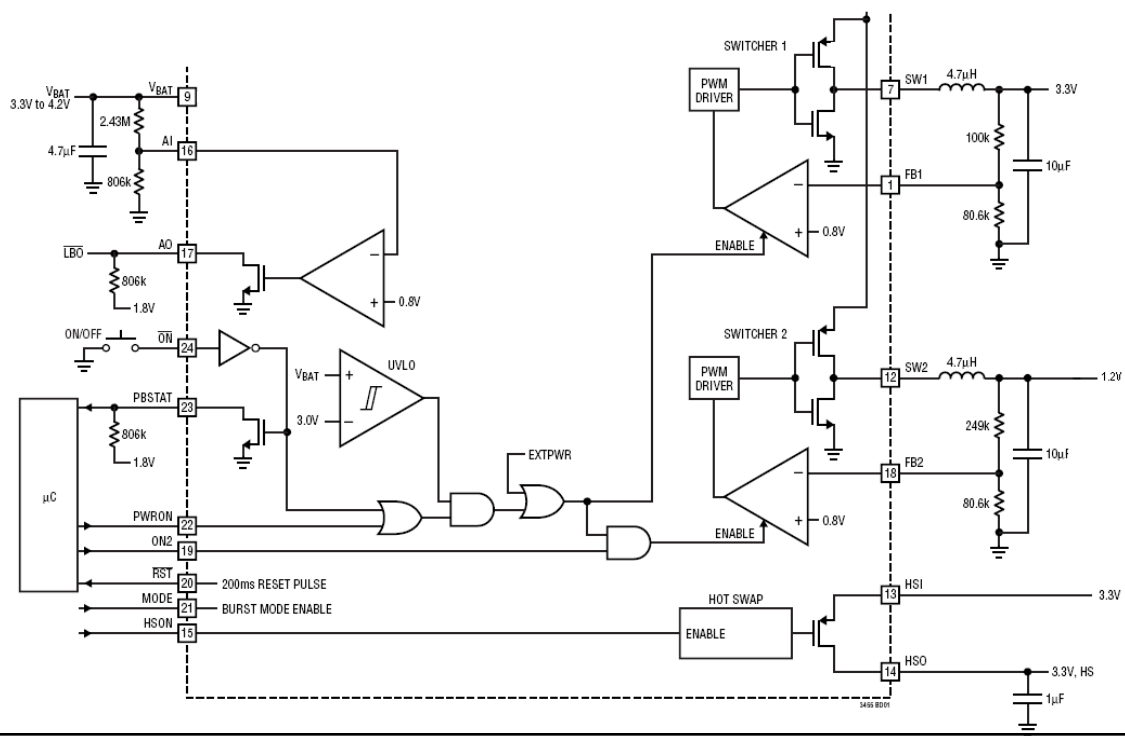 SWITCHER 1
PWM
DRIVER
7
SW1
4.7µH
3.3V
100k
10µF
1
FB1
80.6k
0.8V
ENABLE
−
+
VBAT
3.3V to 4.2V
VBAT
9
2.43M
4.7µF
AI
16
806k
LBO
AO
17
806k
1.8V
−
+
0.8V
ON/OFF
ON
24
VBAT
+
UVLO
3.0V
−
PBSTAT
23
806k
1.8V
µC
EXTPWR
PWRON
22
ON2
19
RST
20
200ms RESET PULSE
MODE
21
BURST MODE ENABLE
HSON
15
SWITCHER 2
PWM
DRIVER
12
SW2
4.7µH
1.2V
249k
10µF
18
FB2
80.6k
−
+
0.8V
ENABLE
HOT SWAP
ENABLE
13
HSI
3.3V
14
HSO
3.3V, HS
1µF
3455 BD01